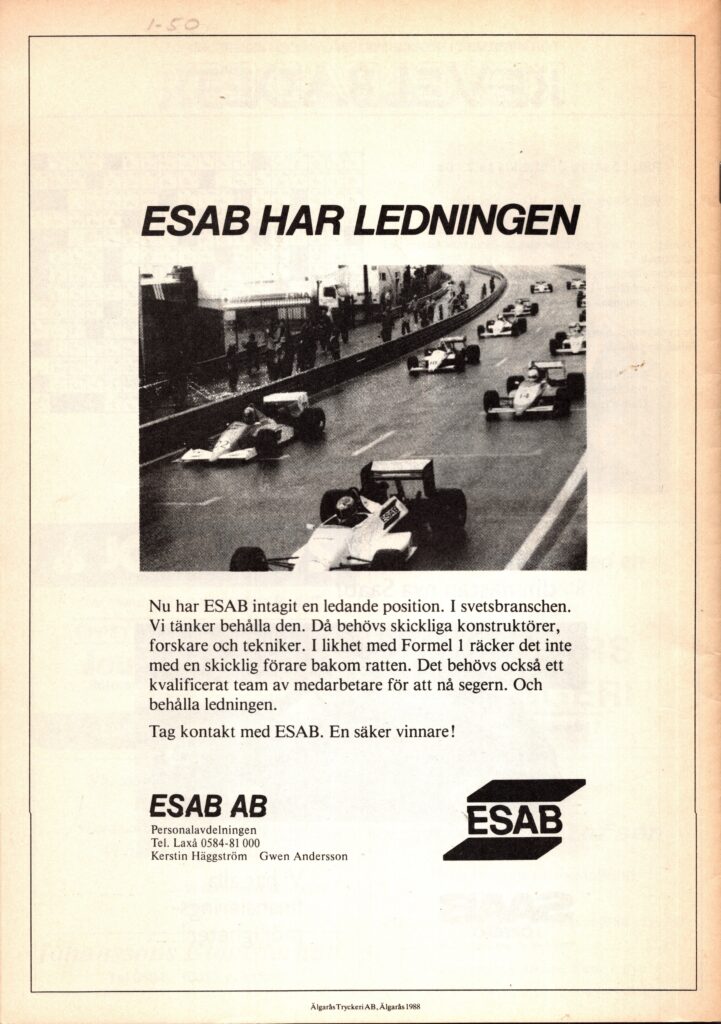 1-50
ESAB HAR LEDNINGEN
14
ESAB
Nu har ESAB intagit en ledande position. I svetsbranschen.
Vi tänker behålla den. Då behövs skickliga konstruktörer,
forskare och tekniker. I likhet med Formel 1 räcker det inte
med en skicklig förare bakom ratten. Det behövs också ett
kvalificerat team av medarbetare för att nå segern. Och
behålla ledningen.
Tag kontakt med ESAB. En säker vinnare!
ESAB AB
Personalavdelningen
Tel. Laxå 0584-81 000
Kerstin Häggström Gwen Andersson
ESAB
Älgarås Tryckeri AB, Älgarås 1988